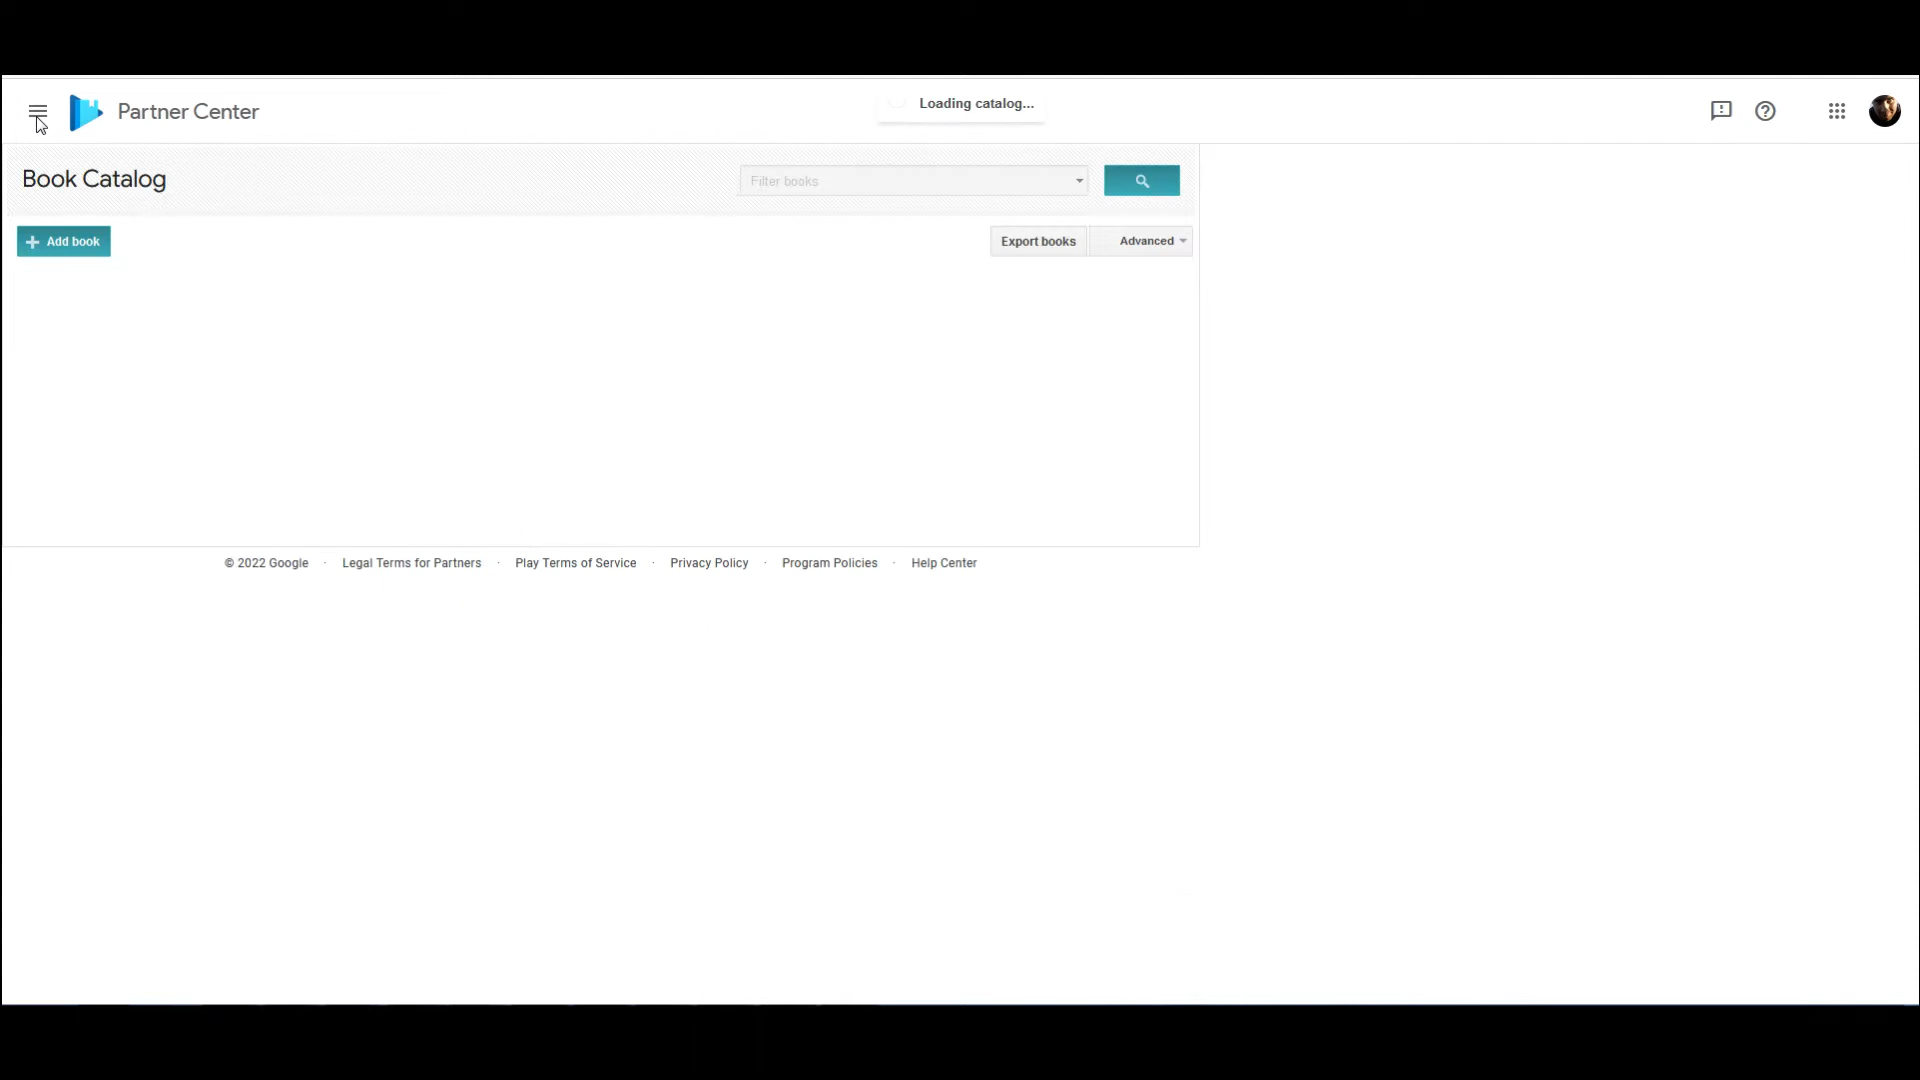 Partner Center
Loading catalog...
Book Catalog
Filter books
Add book
Export books
Advanced
© 2022 Google · Legal Terms for Partners · Play Terms of Service · Privacy Policy · Program Policies · Help Center